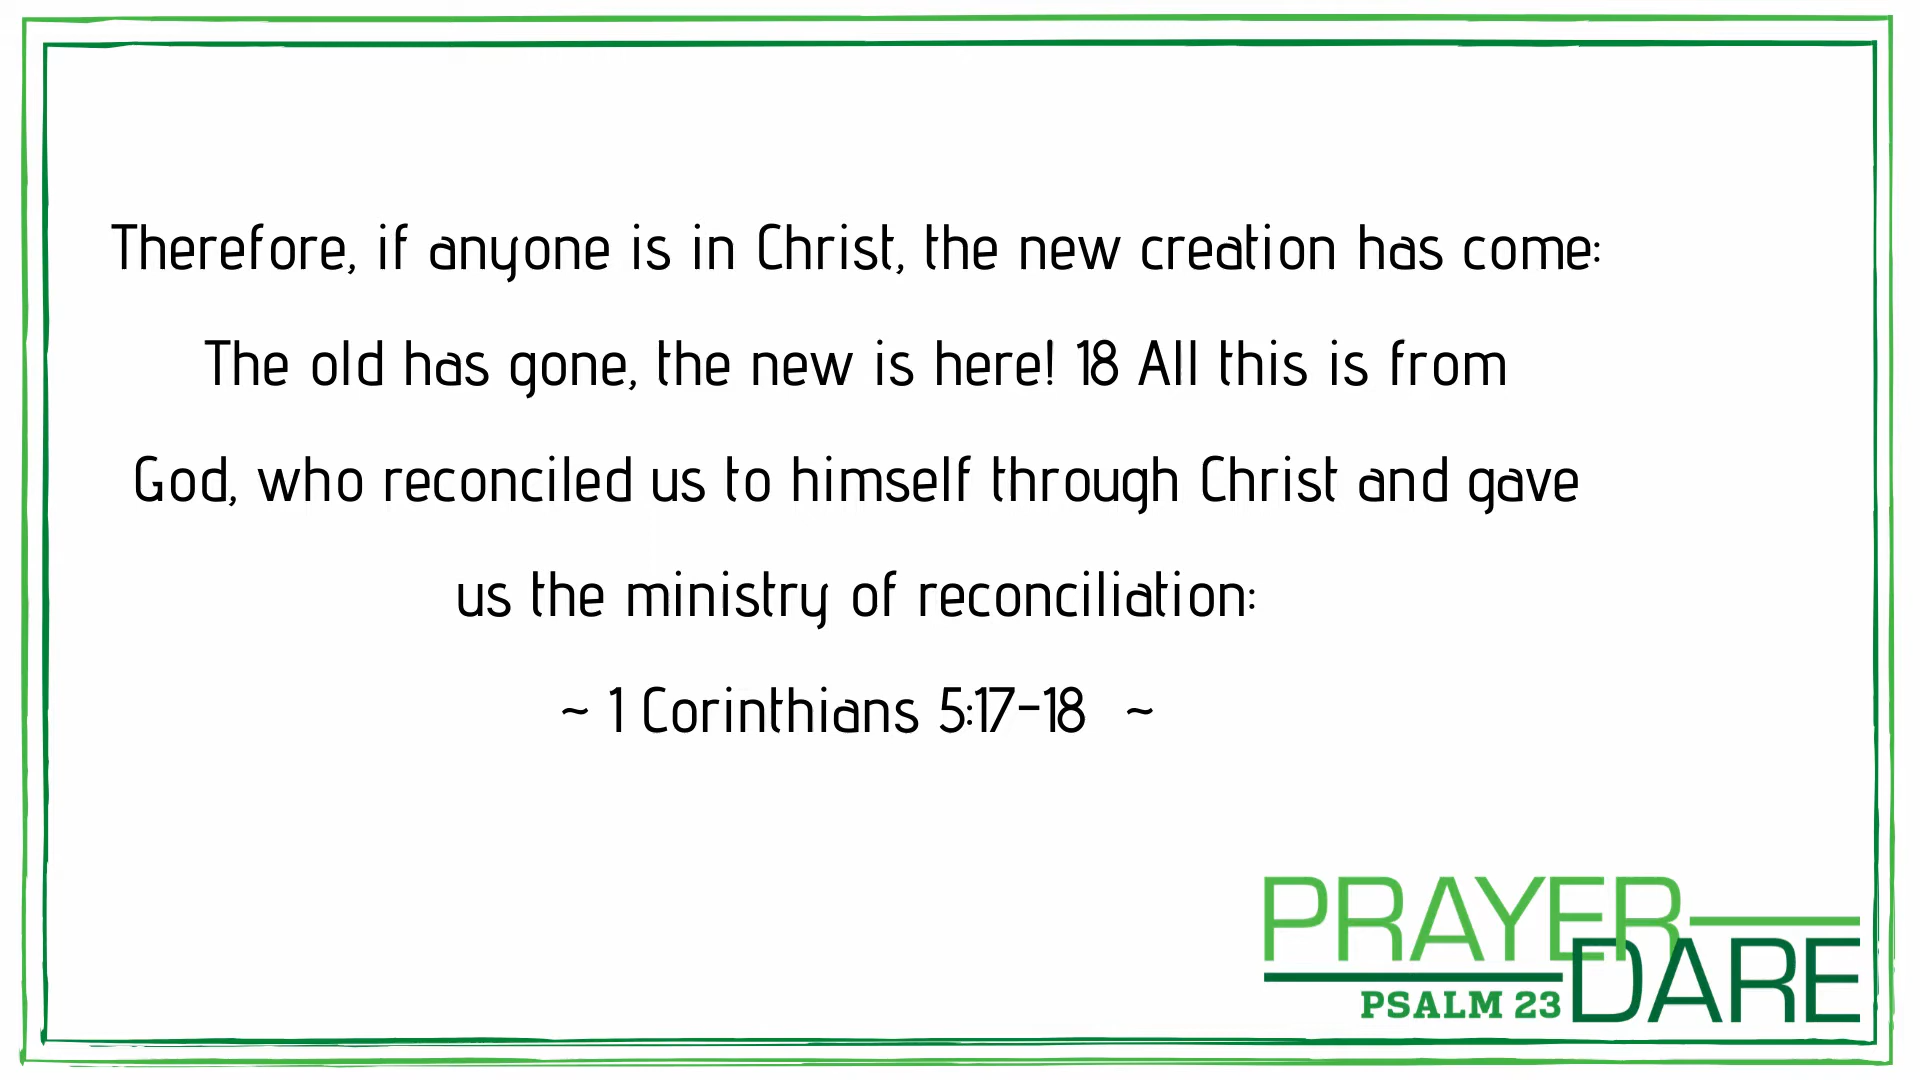 Therefore, if anyone is in Christ, the new creation has come:
The old has gone, the new is here! 18 All this is from
God, who reconciled us to himself through Christ and gave
us the ministry of reconciliation:
~ 1 Corinthians 5:17-18 ~
PRAYER
DARE
PSALM 23